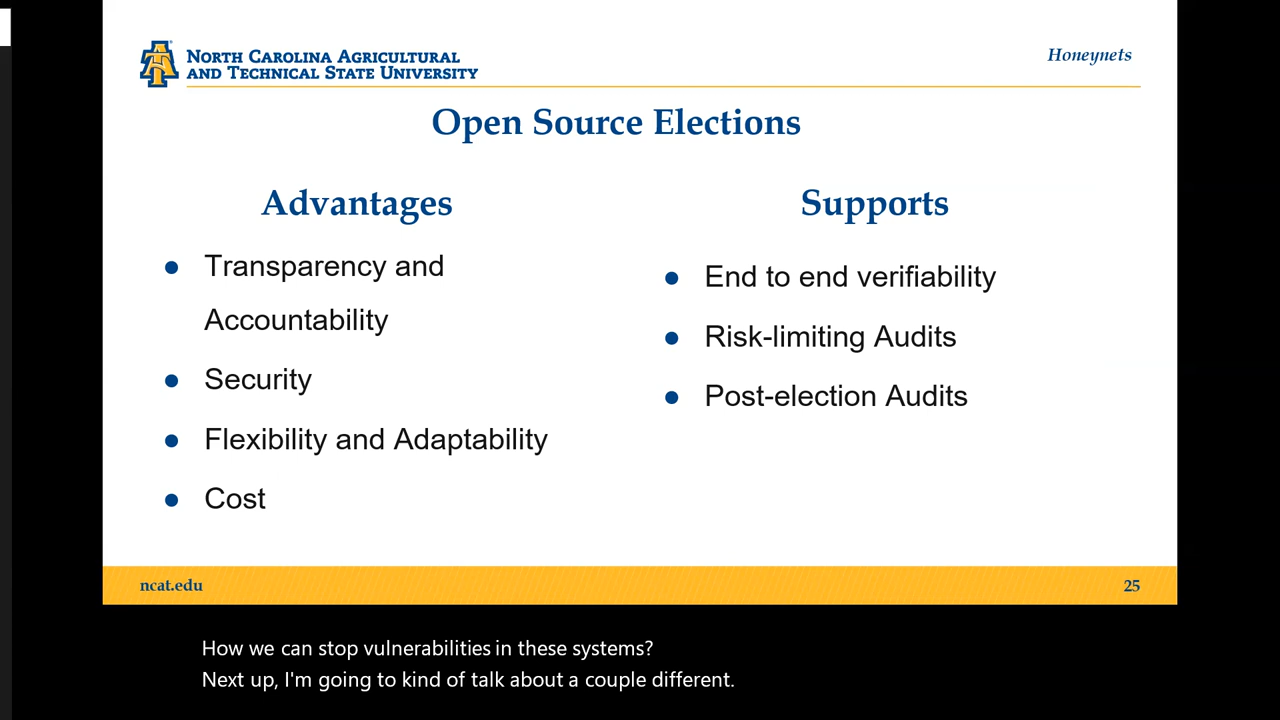 NORTH CAROLINA AGRICULTURAL
AND TECHNICAL STATE UNIVERSITY
Honeynets
Open Source Elections
Advantages
● Transparency and
Accountability
● Security
● Flexibility and Adaptability
● Cost
Supports
● End to end verifiability
● Risk-limiting Audits
● Post-election Audits
ncat.edu
25
How we can stop vulnerabilities in these systems?
Next up, I'm going to kind of talk about a couple different.